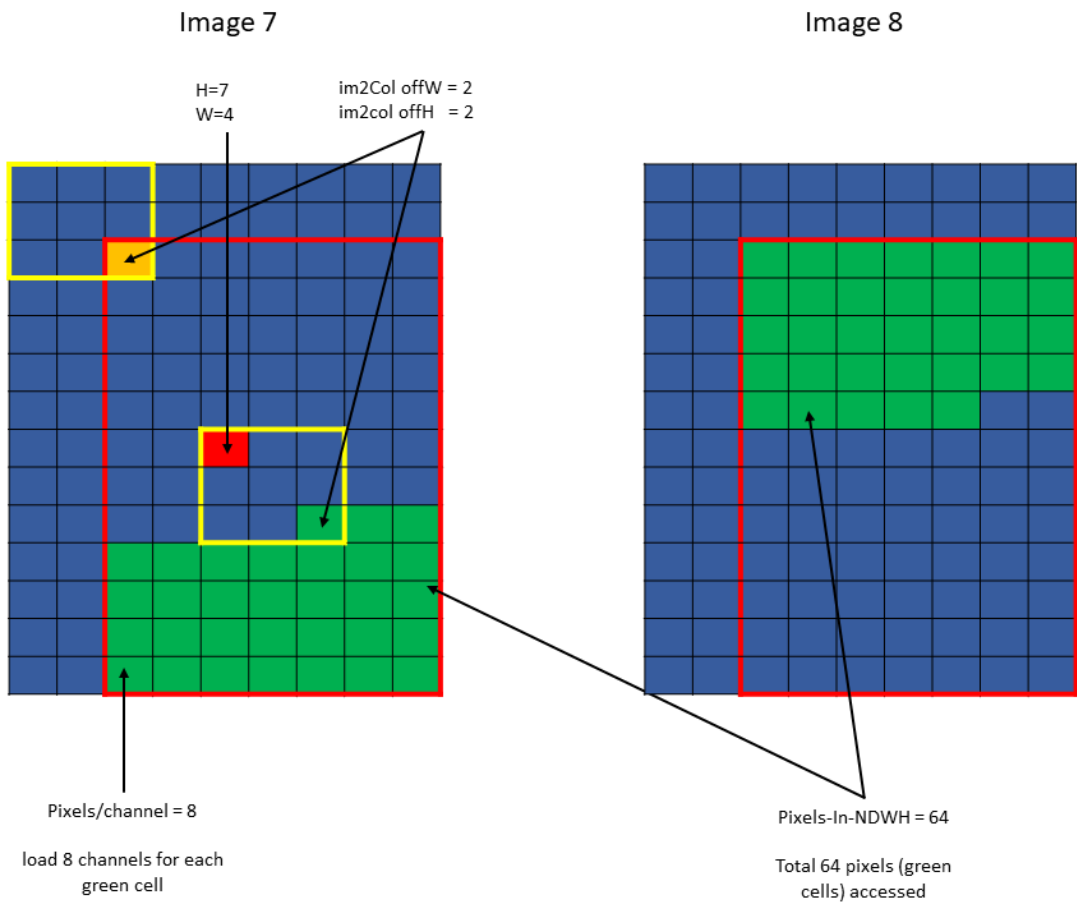 Image 7
Image 8
H=7
W=4
im2Col offW = 2
im2col offH = 2
Pixels/channel = 8
load 8 channels for each
green cell
Pixels-In-NDWH = 64
Total 64 pixels (green
cells) accessed